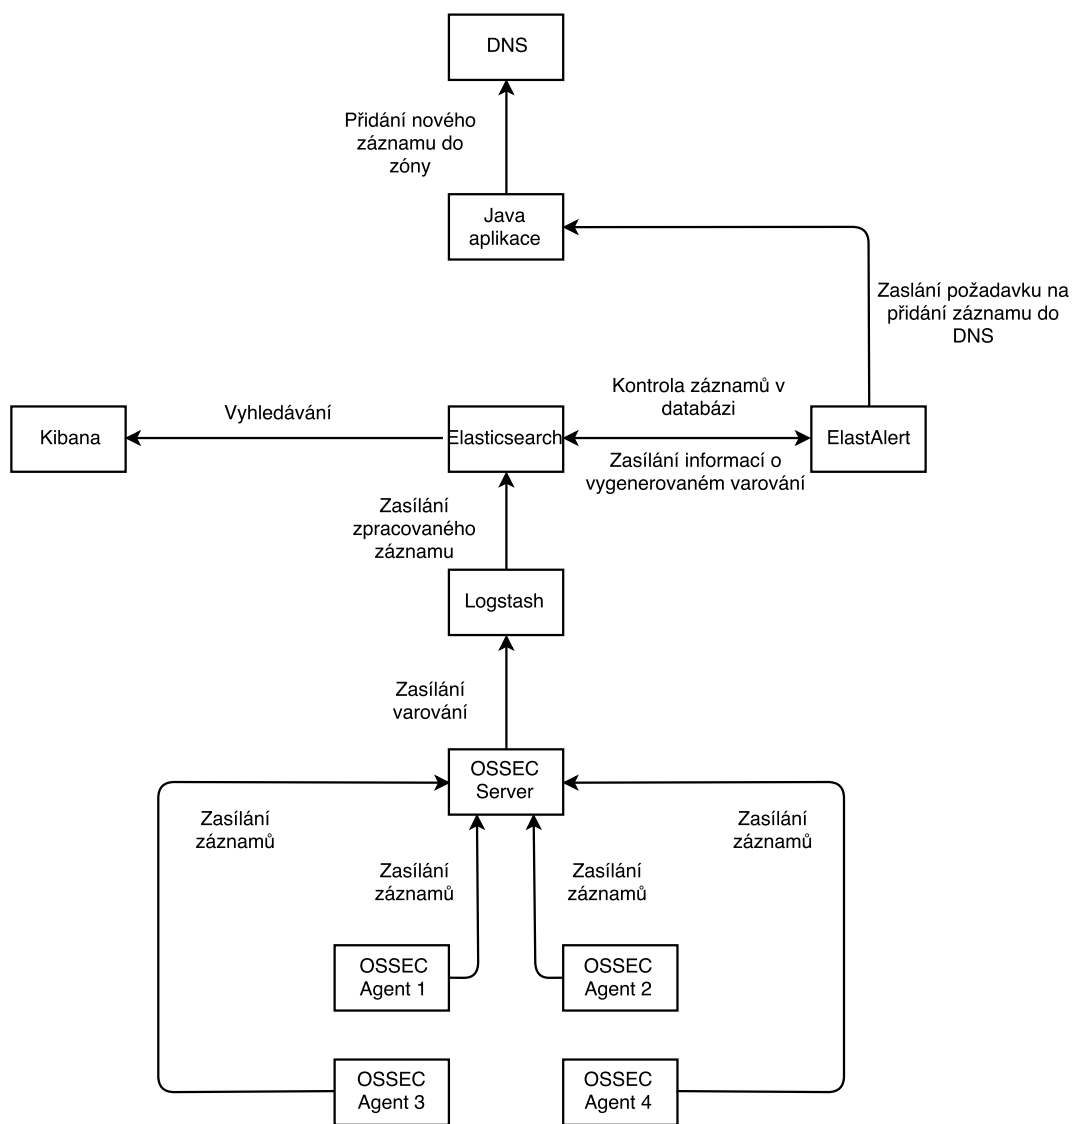 DNS
Přidání nového
záznamu do
zóny
Java
aplikace
Zaslání požadavku na
přidání záznamu do
DNS
Kontrola záznamů v
databázi
Vyhledávání
Kibana
Elasticsearch
ElastAlert
Zasílání informací o
vygenerovaném varování
Zasílání
zpracovaného
záznamu
Logstash
Zasílání
varování
OSSEC
Server
Zasílání
záznamů
Zasílání
záznamů
Zasílání
záznamů
Zasílání
záznamů
OSSEC
Agent 1
OSSEC
Agent 2
OSSEC
Agent 3
OSSEC
Agent 4